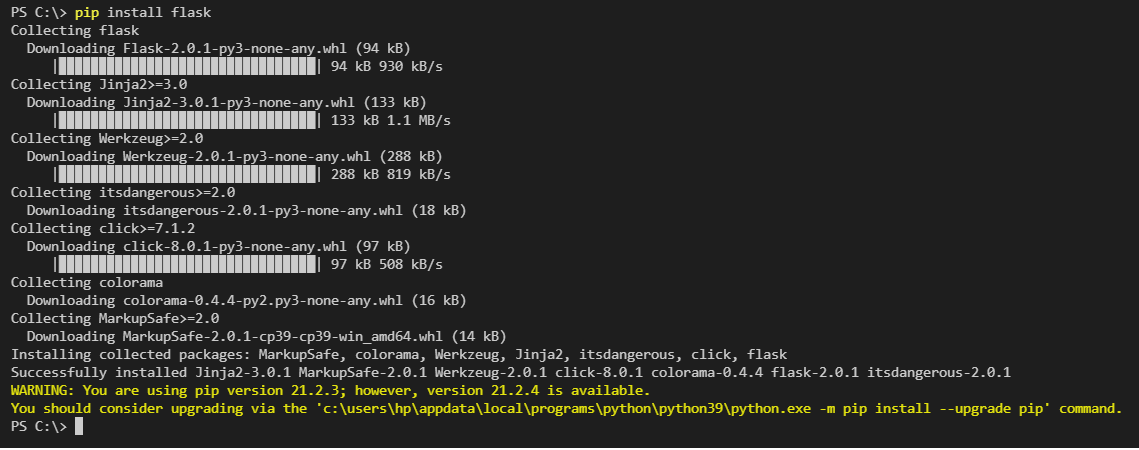 PS C:\> pip install flask
Collecting flask
  Downloading Flask-2.0.1-py3-none-any.whl (94 kB)
     |████████████████████████████████| 94 kB 930 kB/s
Collecting Jinja2>=3.0
  Downloading Jinja2-3.0.1-py3-none-any.whl (133 kB)
     |████████████████████████████████| 133 kB 1.1 MB/s
Collecting Werkzeug>=2.0
  Downloading Werkzeug-2.0.1-py3-none-any.whl (288 kB)
     |████████████████████████████████| 288 kB 819 kB/s
Collecting itsdangerous>=2.0
  Downloading itsdangerous-2.0.1-py3-none-any.whl (18 kB)
Collecting click>=7.1.2
  Downloading click-8.0.1-py3-none-any.whl (97 kB)
     |████████████████████████████████| 97 kB 508 kB/s
Collecting colorama
  Downloading colorama-0.4.4-py2.py3-none-any.whl (16 kB)
Collecting MarkupSafe>=2.0
  Downloading MarkupSafe-2.0.1-cp39-cp39-win_amd64.whl (14 kB)
Installing collected packages: MarkupSafe, colorama, Werkzeug, Jinja2, itsdangerous, click, flask
Successfully installed Jinja2-3.0.1 MarkupSafe-2.0.1 Werkzeug-2.0.1 click-8.0.1 colorama-0.4.4 flask-2.0.1 itsdangerous-2.0.1
WARNING: You are using pip version 21.2.3; however, version 21.2.4 is available.
You should consider upgrading via the 'c:\users\hp\appdata\local\programs\python\python39\python.exe -m pip install --upgrade pip' command.
PS C:\>